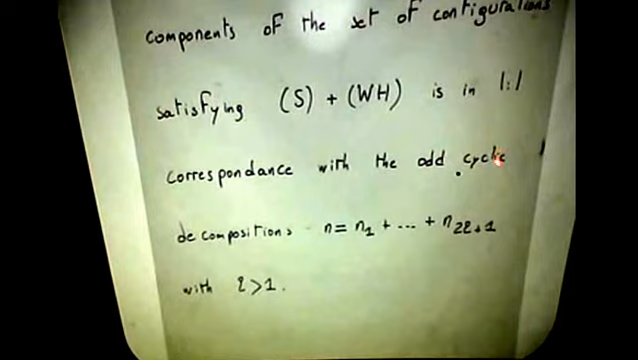 components of the set of configurations
satisfying (S) + (WH) is in 1:1
correspondance with the odd cyclic
decompositions n = n1 + ... + n2l+1
with l > 1.